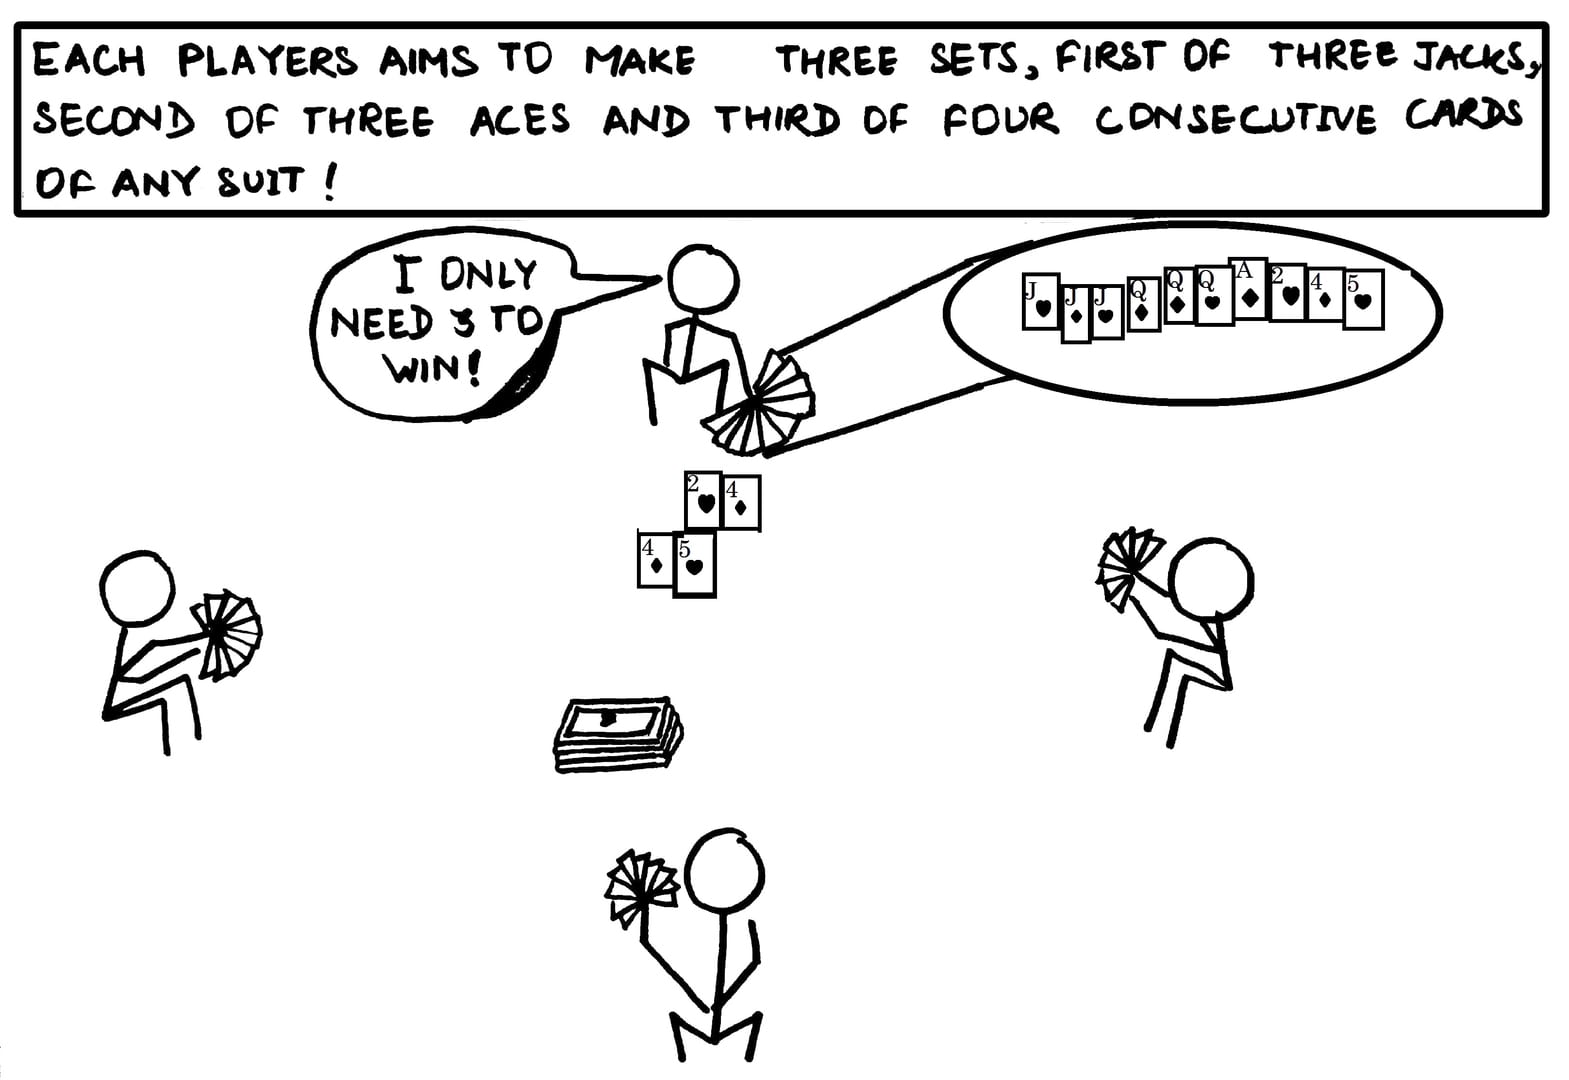 EACH PLAYERS AIMS TO MAKE THREE SETS, FIRST OF THREE JACKS,
SECOND OF THREE ACES AND THIRD OF FOUR CONSECUTIVE CARDS
OF ANY SUIT!
I ONLY
NEED 3 TO
WIN!
J J J Q Q Q A 2 4 5
2 4
4 5